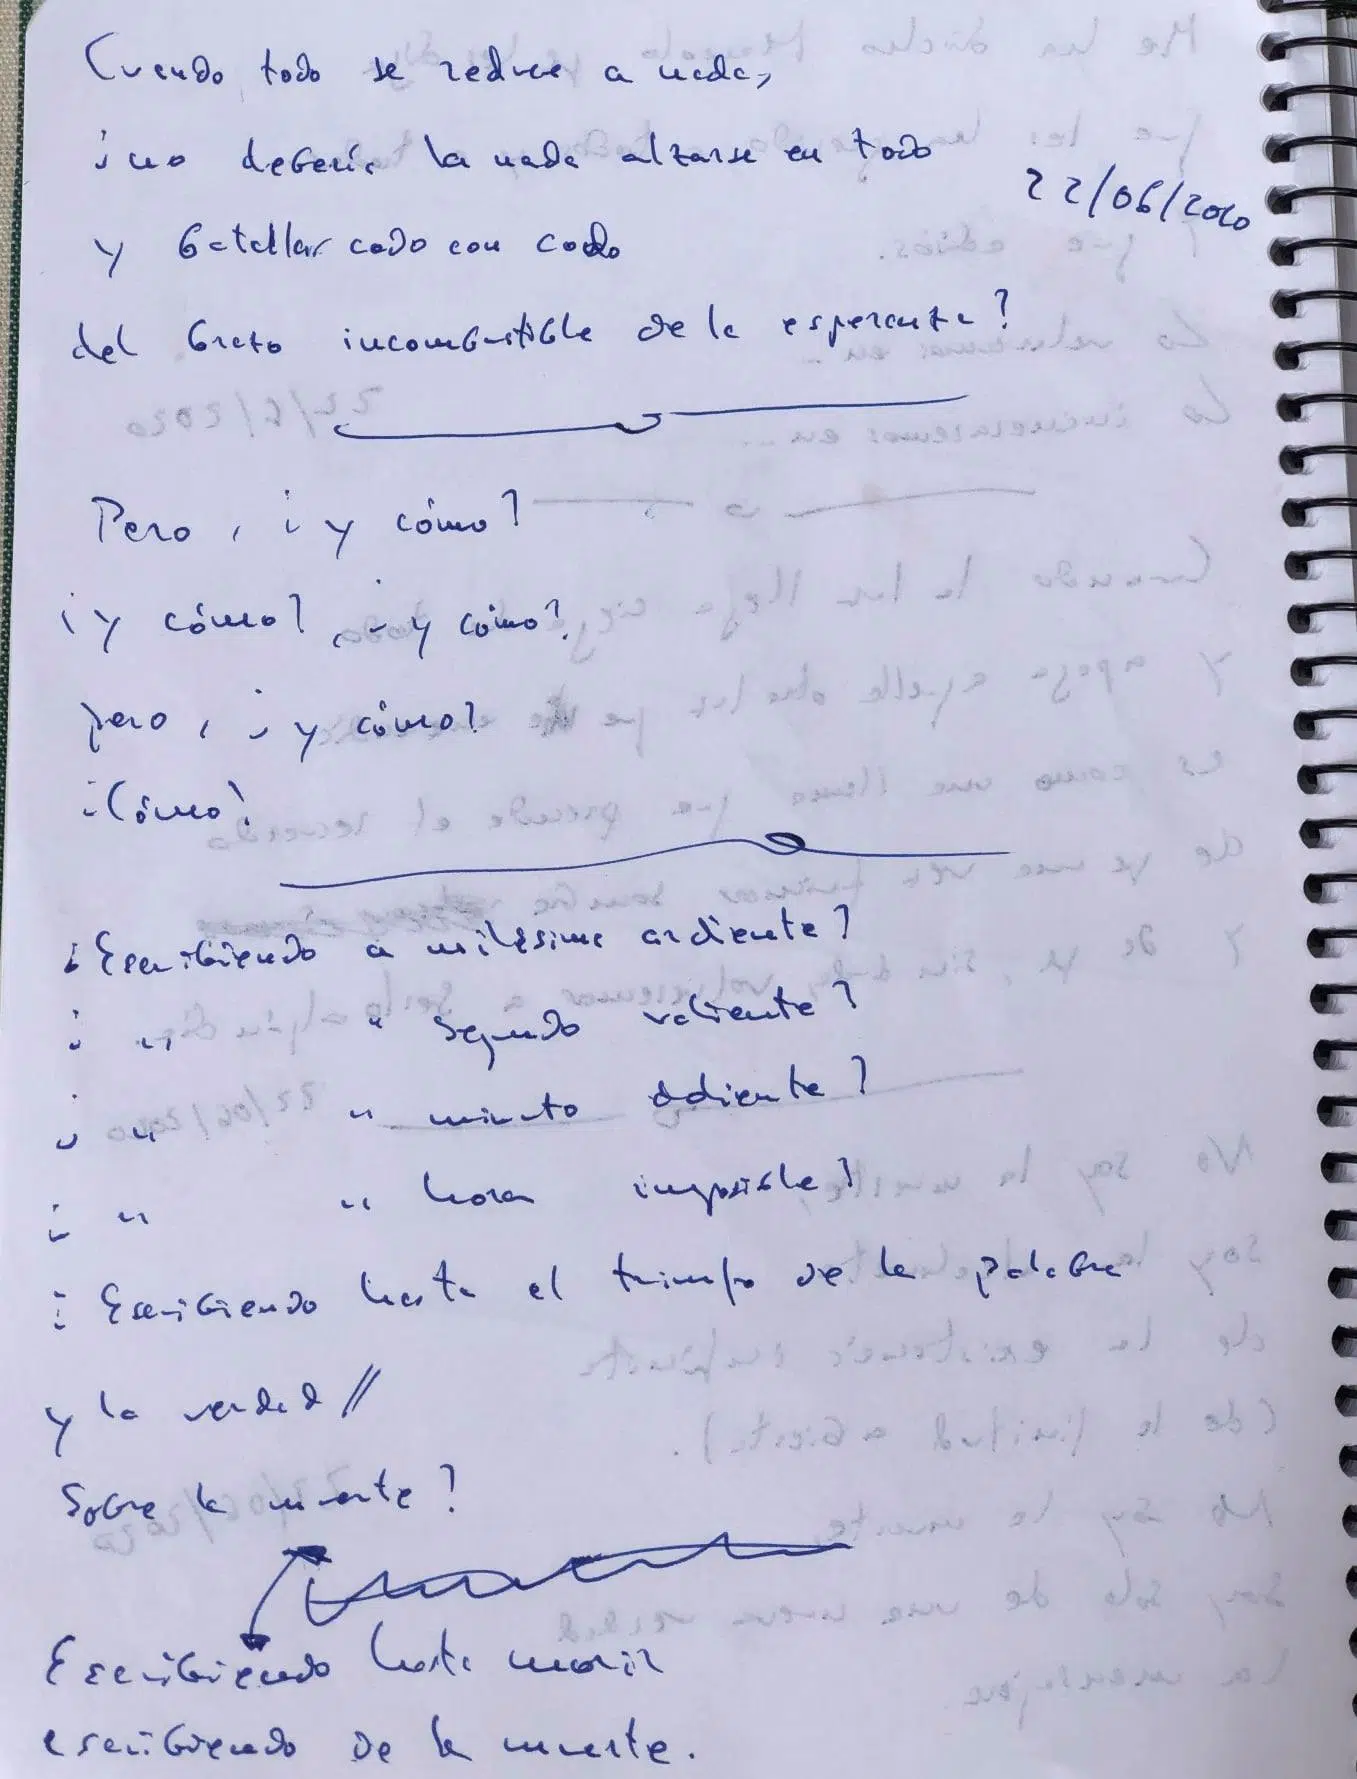 Cuando todo se reduce a nada,
¿no debería la nada alzarse en todo
22/06/2020
y batallar codo con codo
del brazo incombustible de la esperanza?
Pero, ¿y cómo?
¿y cómo?, ¿y cómo?
pero, ¿y cómo?
¿Cómo?
¿Escribiendo a milésima ardiente?
¿ " " segundo valiente?
¿ " " minuto
¿ " " hora imposible?
¿Escribiendo hasta el triunfo de la palabra
y la verdad //
sobre la muerte?
Escribiendo hasta morir
escribiendo de la muerte.